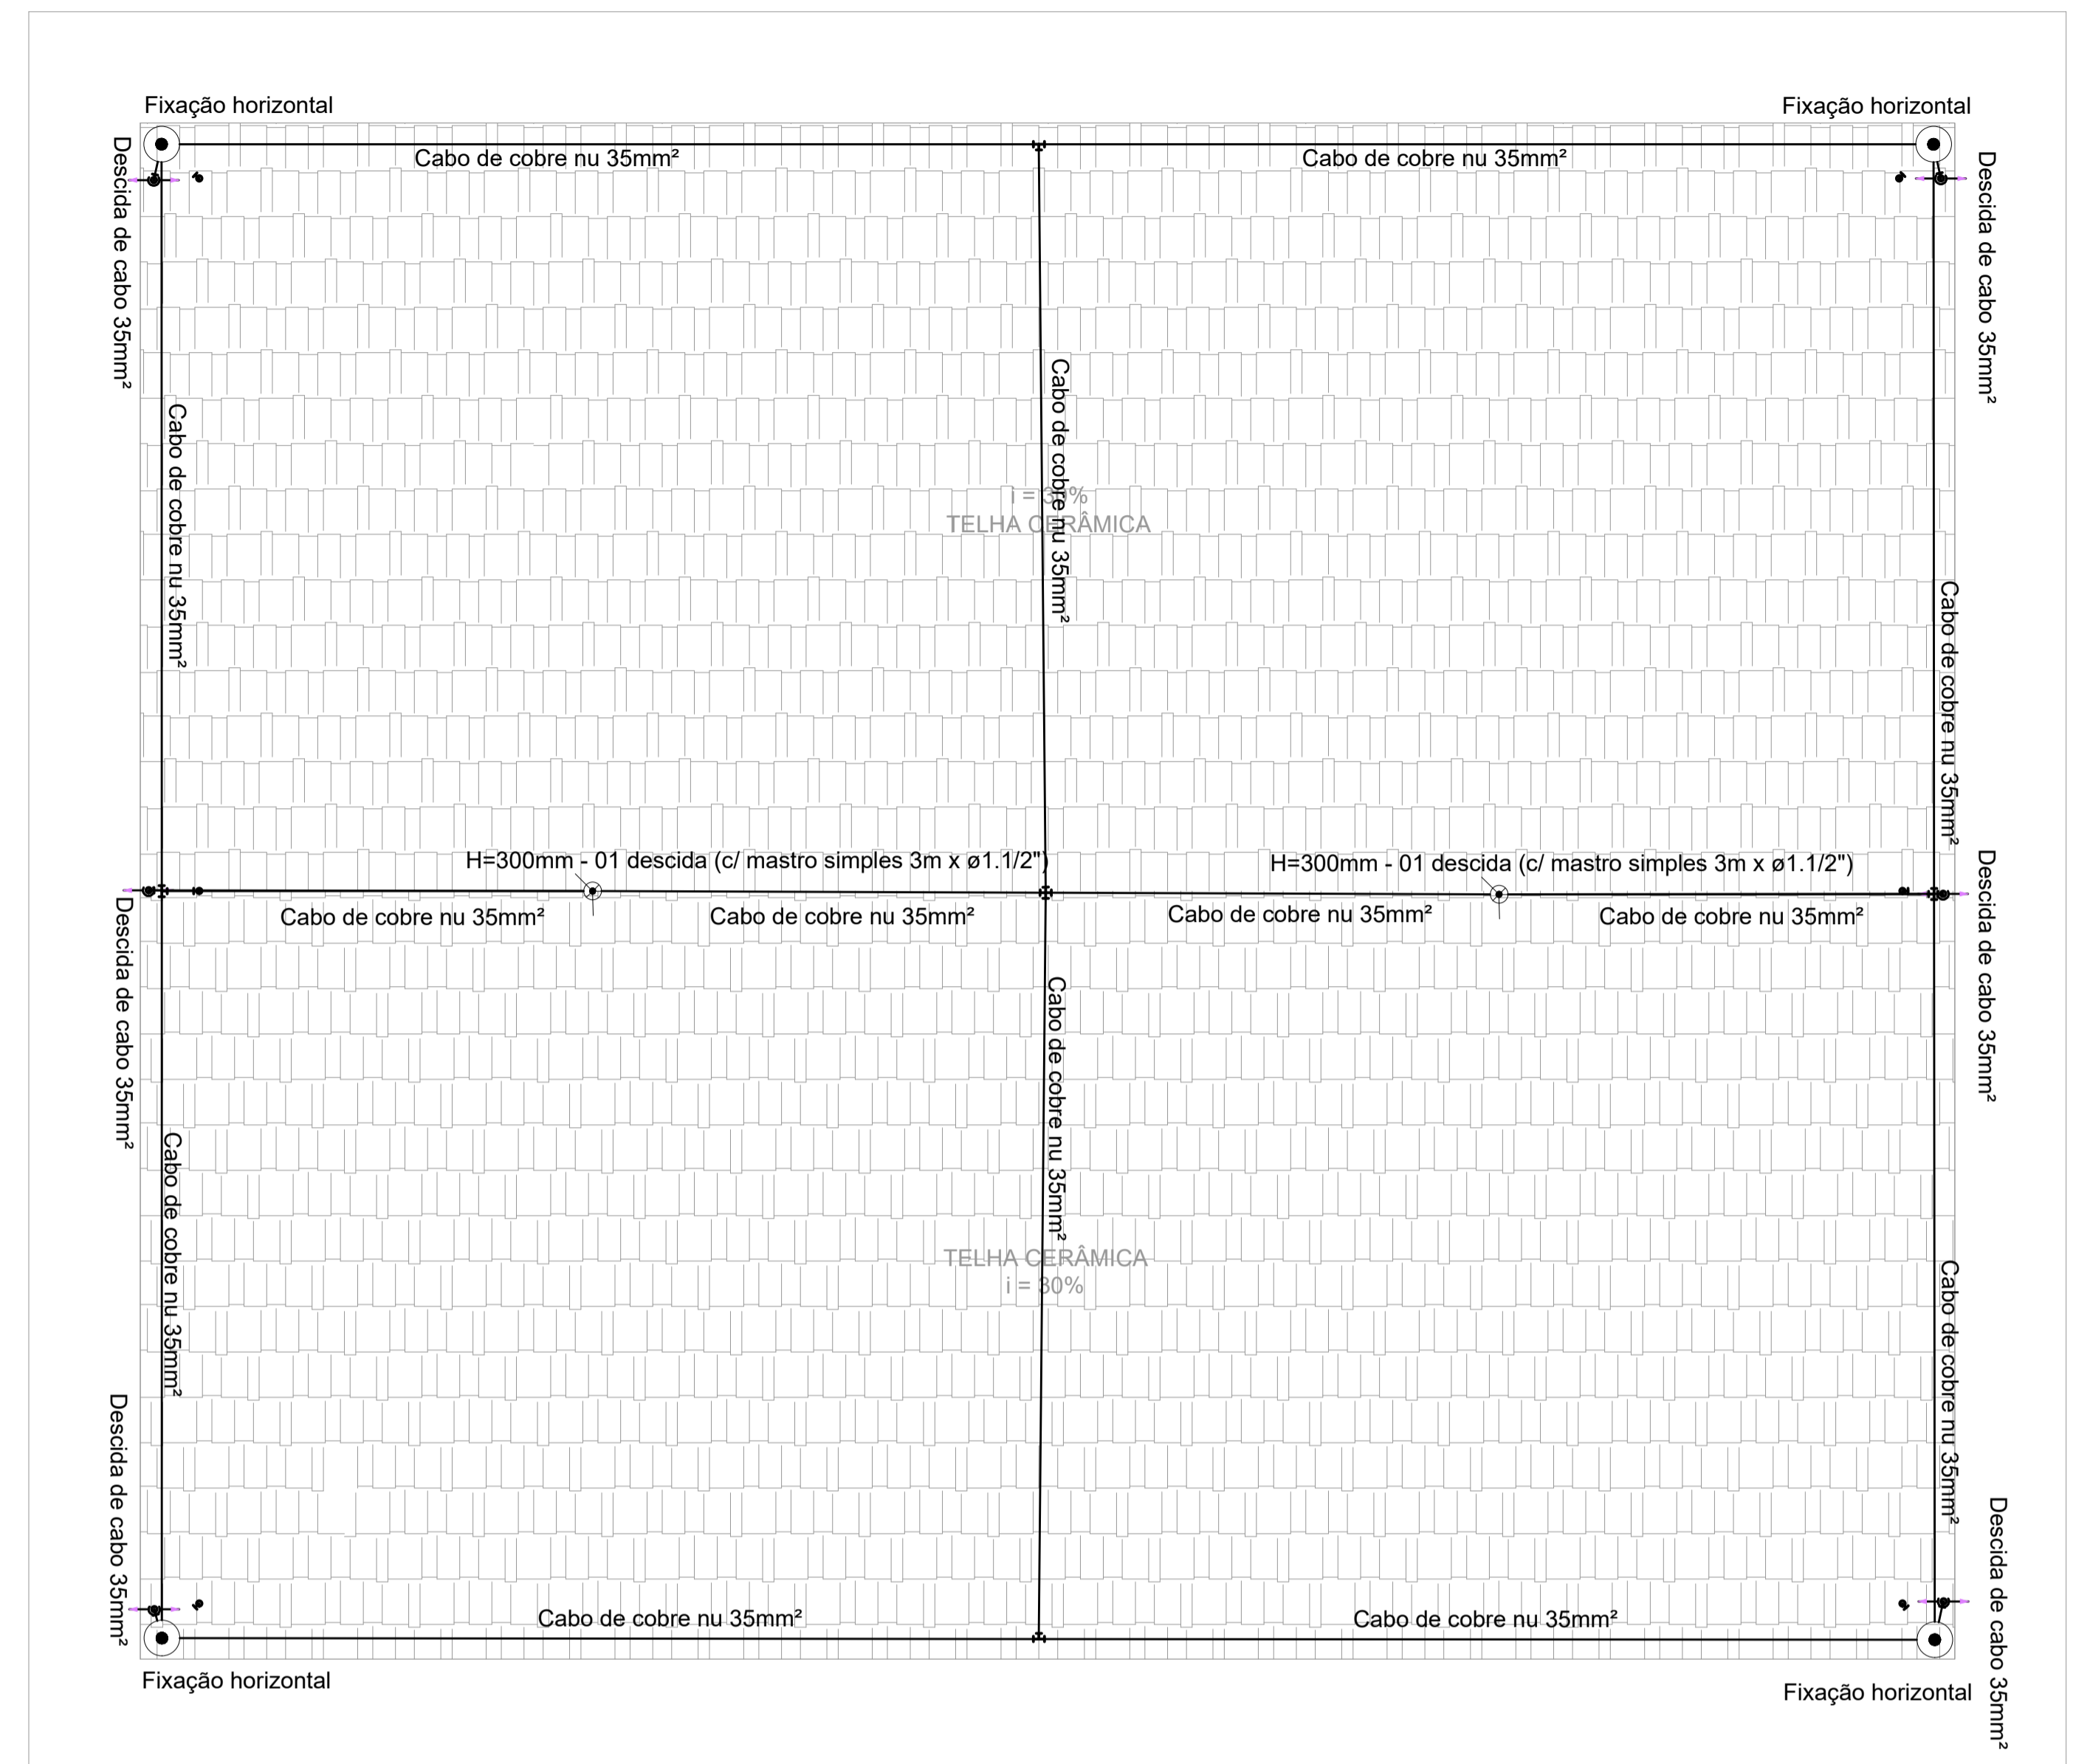 Fixação horizontal
Fixação horizontal
Cabo de cobre nu 35mm²
Cabo de cobre nu 35mm²
Descida de cabo 35mm²
Descida de cabo 35mm²
Cabo de cobre nu 35mm²
Cabo de cobre nu 35mm²
i = 30%
TELHA CERÂMICA
Cabo de cobre nu 35mm²
H=300mm - 01 descida (c/ mastro simples 3m x ø1.1/2")
H=300mm - 01 descida (c/ mastro simples 3m x ø1.1/2")
Cabo de cobre nu 35mm²
Cabo de cobre nu 35mm²
Cabo de cobre nu 35mm²
Cabo de cobre nu 35mm²
Descida de cabo 35mm²
Descida de cabo 35mm²
Cabo de cobre nu 35mm²
Cabo de cobre nu 35mm²
TELHA CERÂMICA
i = 30%
Cabo de cobre nu 35mm²
Descida de cabo 35mm²
Descida de cabo 35mm²
Cabo de cobre nu 35mm²
Cabo de cobre nu 35mm²
Fixação horizontal
Fixação horizontal